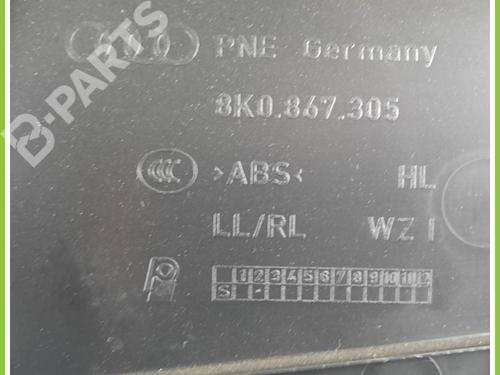 B-PARTS
PNE Germany
8K0.867.305
CCC >ABS< HL
LL/RL WZ 1
1 2 3 4 5 6 7 8 9 10 11 12
S